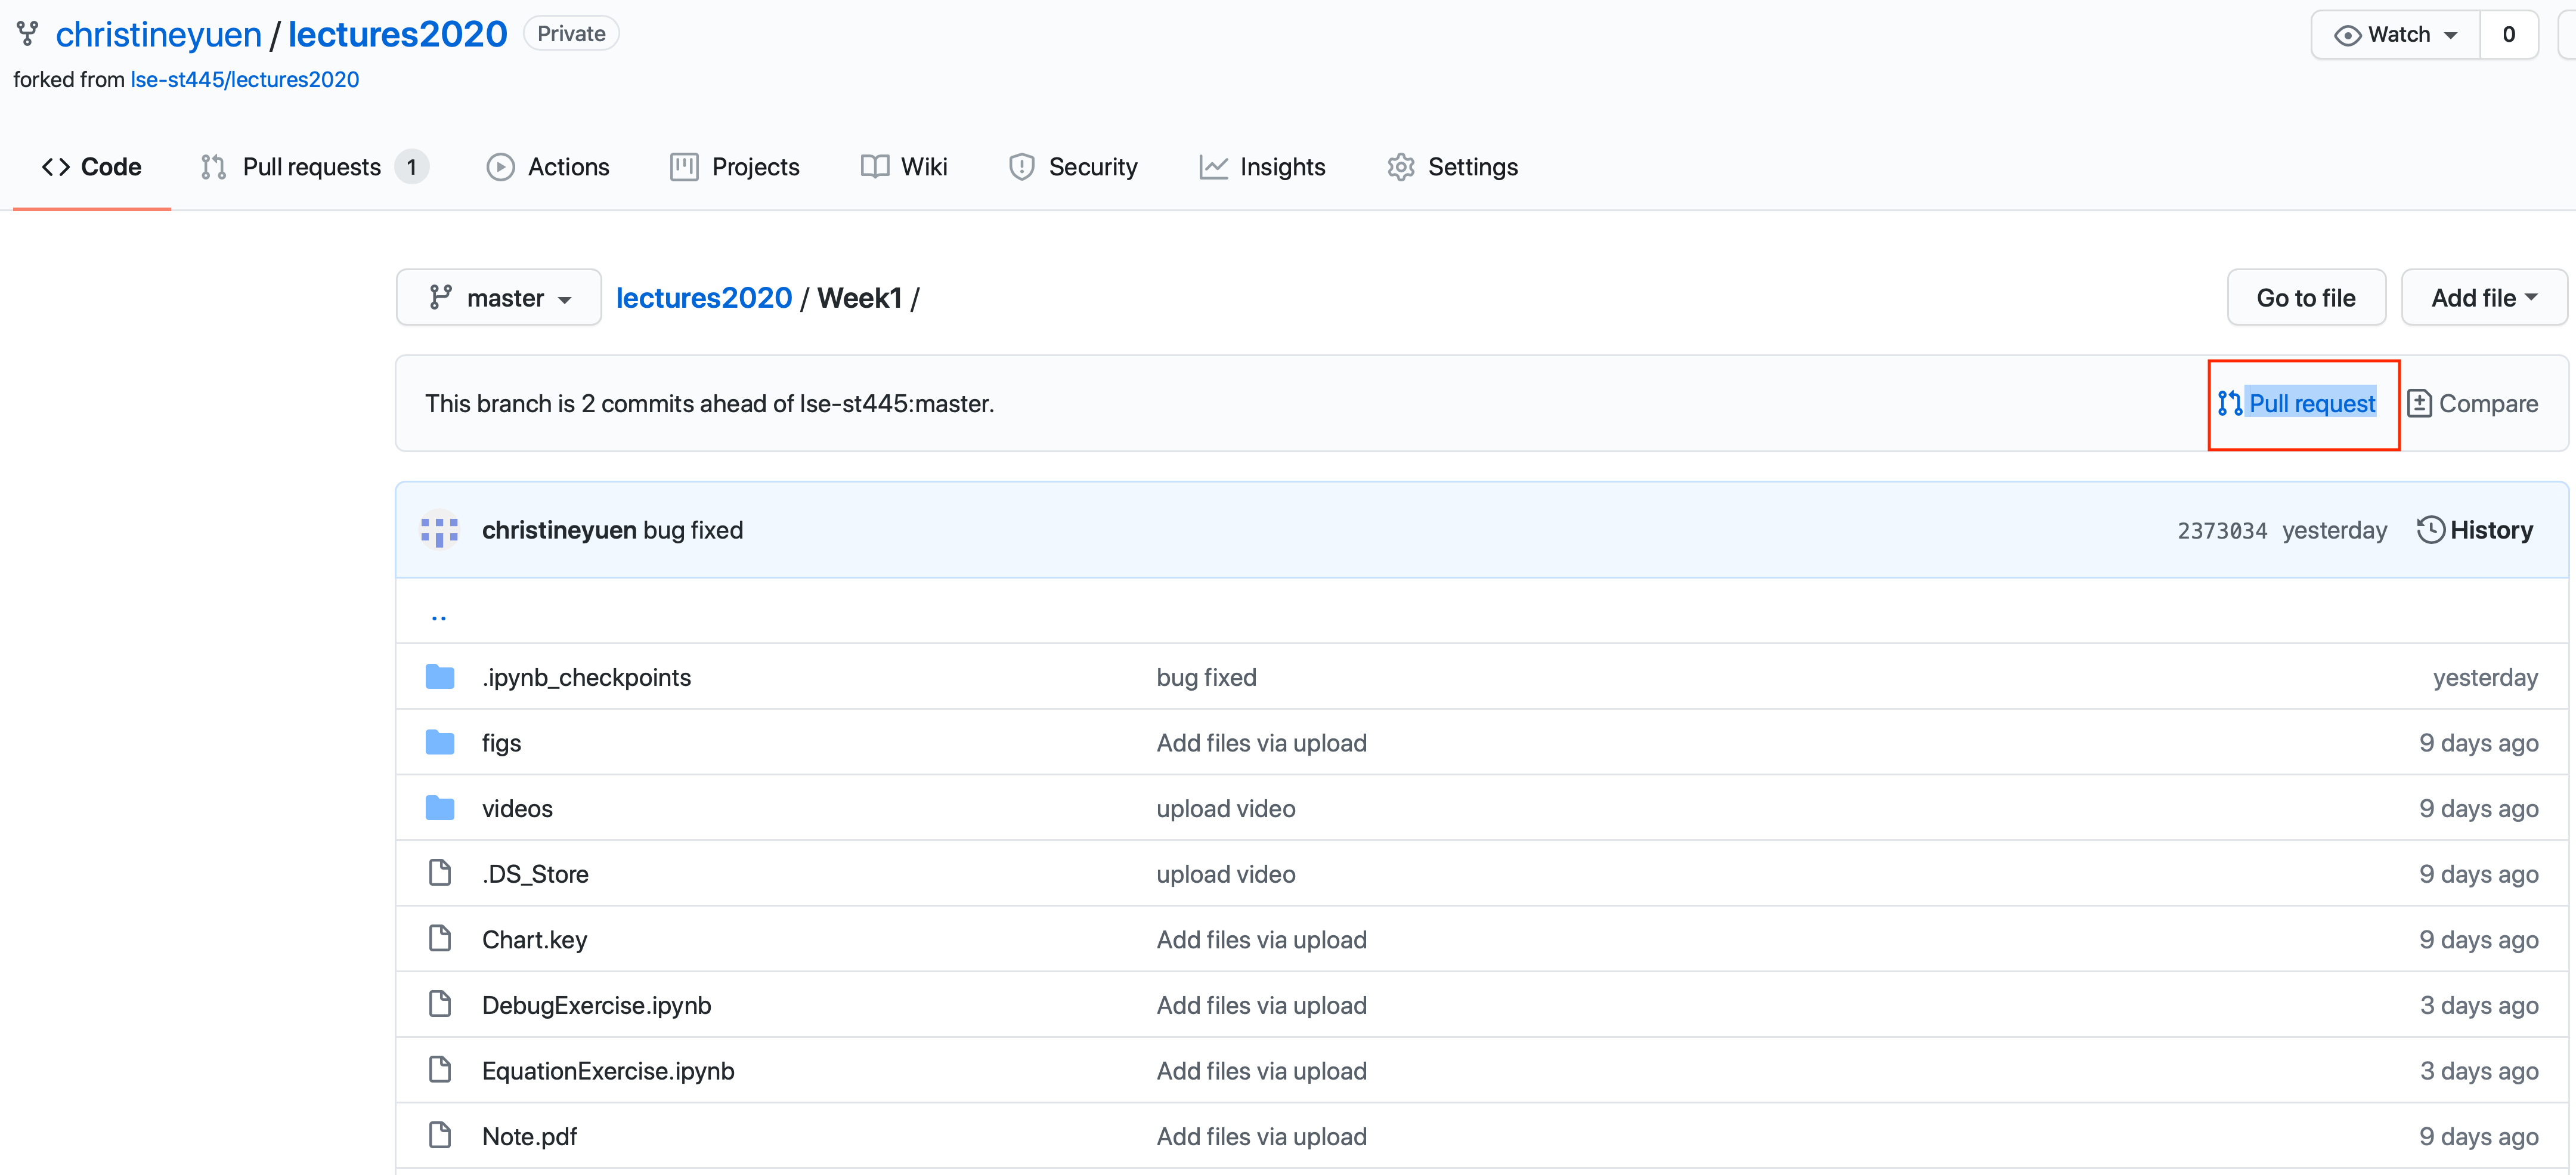 christineyuen / lectures2020 Private Watch 0
forked from lse-st445/lectures2020
Code Pull requests 1 Actions Projects Wiki Security Insights Settings
master lectures2020 / Week1 / Go to file Add file
This branch is 2 commits ahead of lse-st445:master. Pull request Compare
christineyuen bug fixed 2373034 yesterday History
..
.ipynb_checkpoints bug fixed yesterday
figs Add files via upload 9 days ago
videos upload video 9 days ago
.DS_Store upload video 9 days ago
Chart.key Add files via upload 9 days ago
DebugExercise.ipynb Add files via upload 3 days ago
EquationExercise.ipynb Add files via upload 3 days ago
Note.pdf Add files via upload 9 days ago